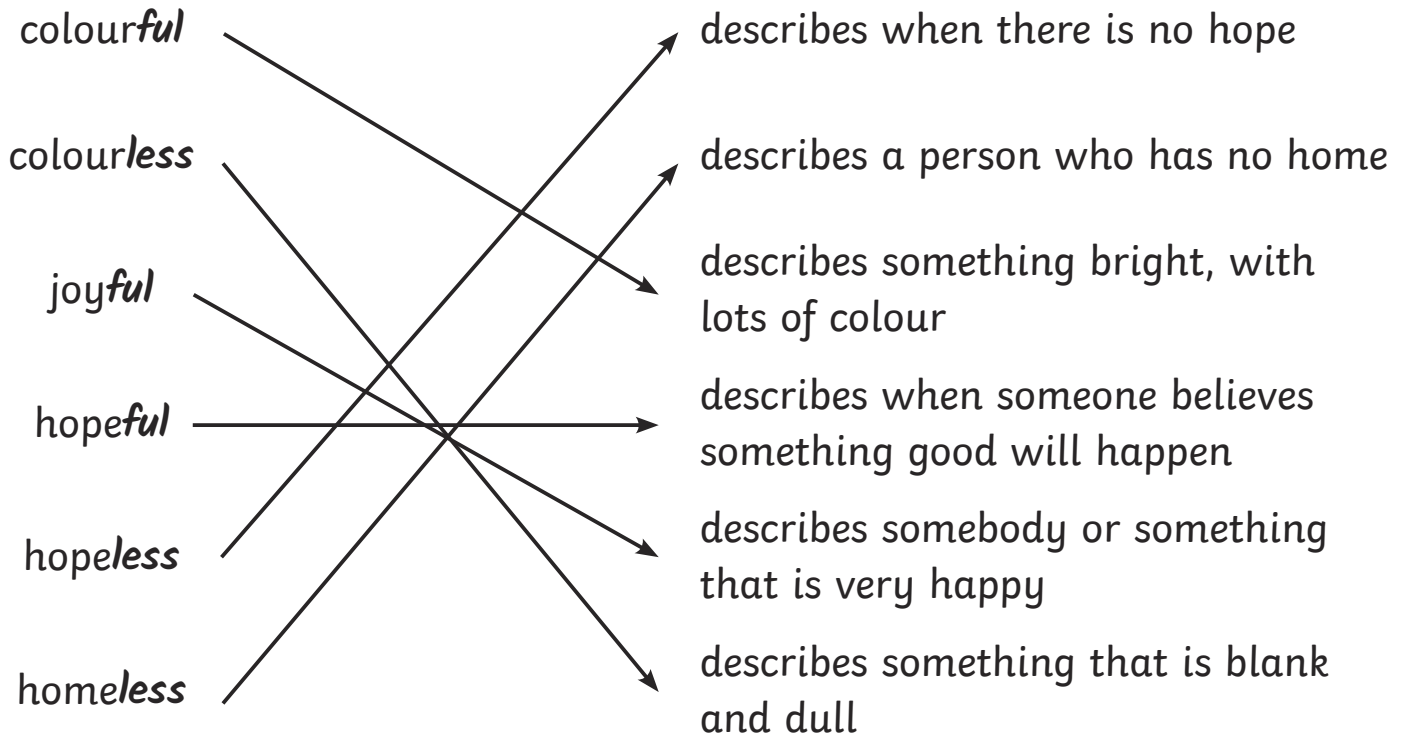 colourful
describes when there is no hope
colourless
describes a person who has no home
joyful
describes something bright, with
lots of colour
hopeful
describes when someone believes
something good will happen
hopeless
describes somebody or something
that is very happy
homeless
describes something that is blank
and dull